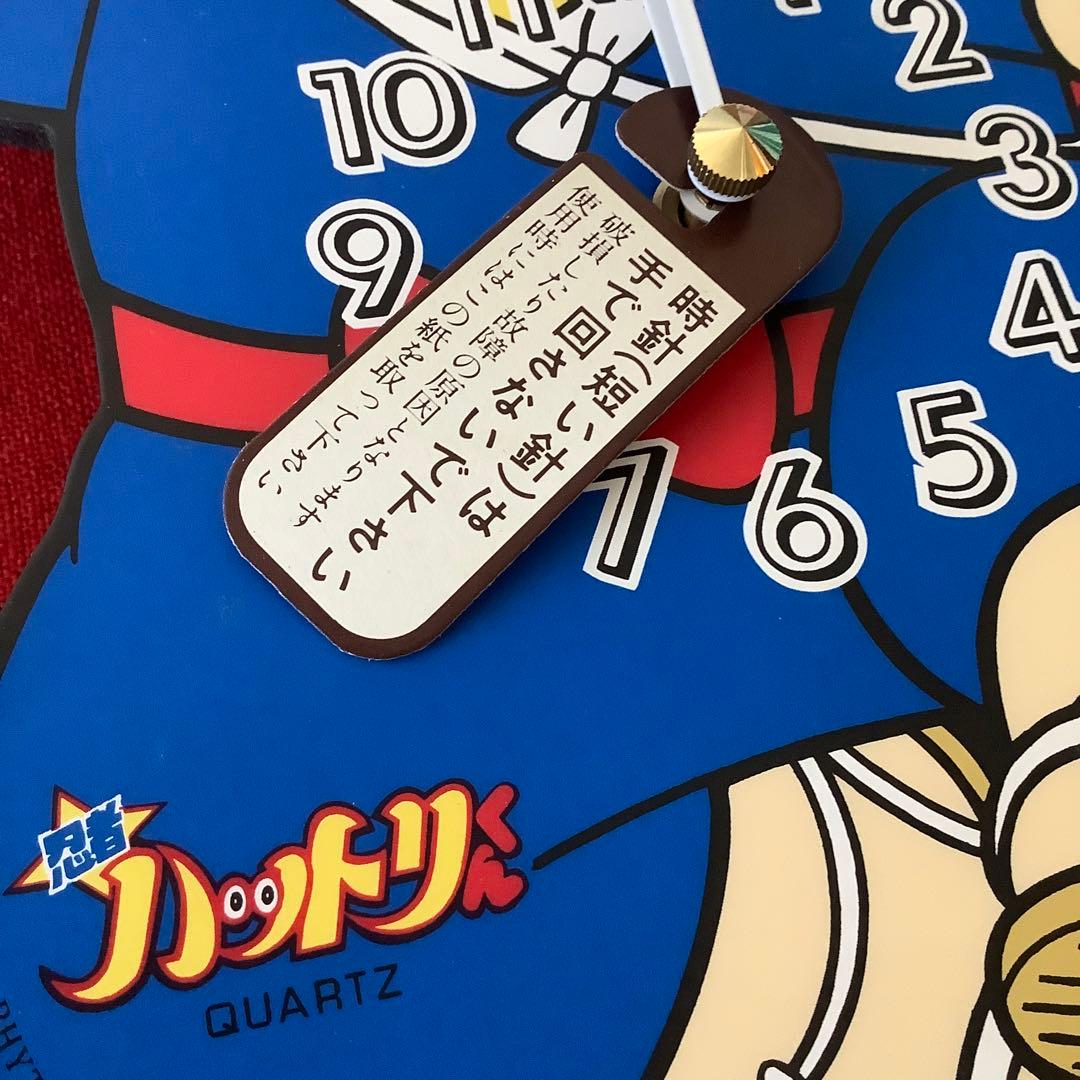 11
10
9
2
3
4
5
6
7
時針(短い針)は
手で回さないで下さい
破損したり故障の原因となります
使用時にはこの紙を取って下さい
忍者
ハットリくん
QUARTZ